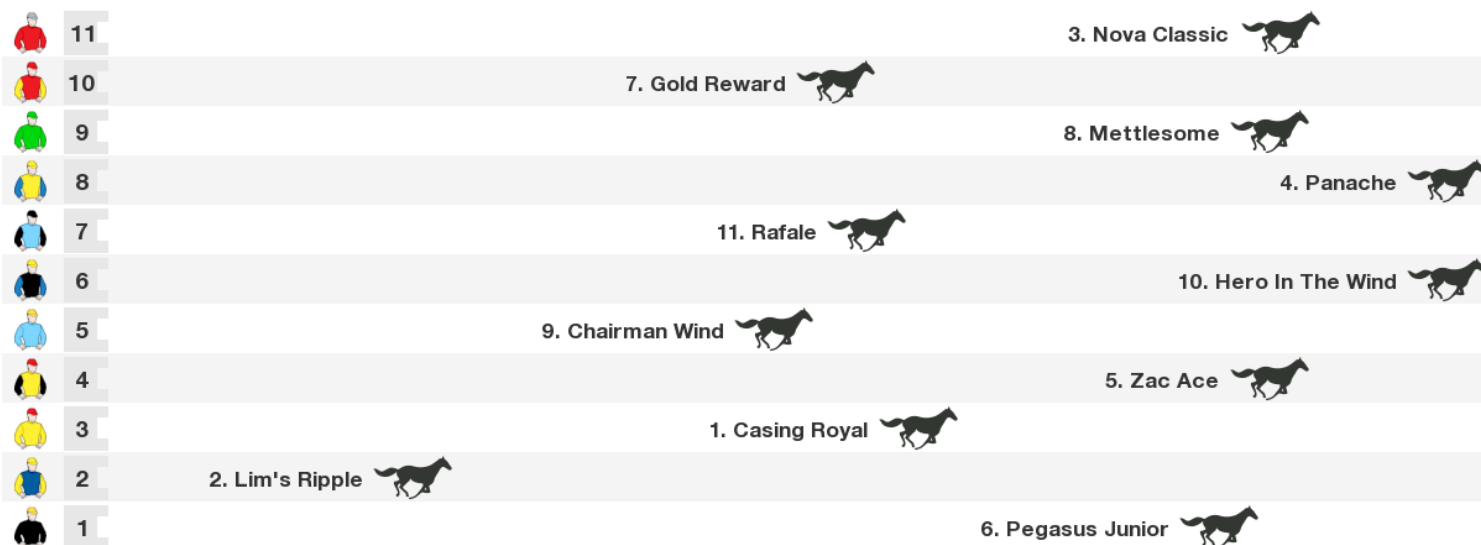 11 3. Nova Classic
10 7. Gold Reward
9 8. Mettlesome
8 4. Panache
7 11. Rafale
6 10. Hero In The Wind
5 9. Chairman Wind
4 5. Zac Ace
3 1. Casing Royal
2 2. Lim's Ripple
1 6. Pegasus Junior